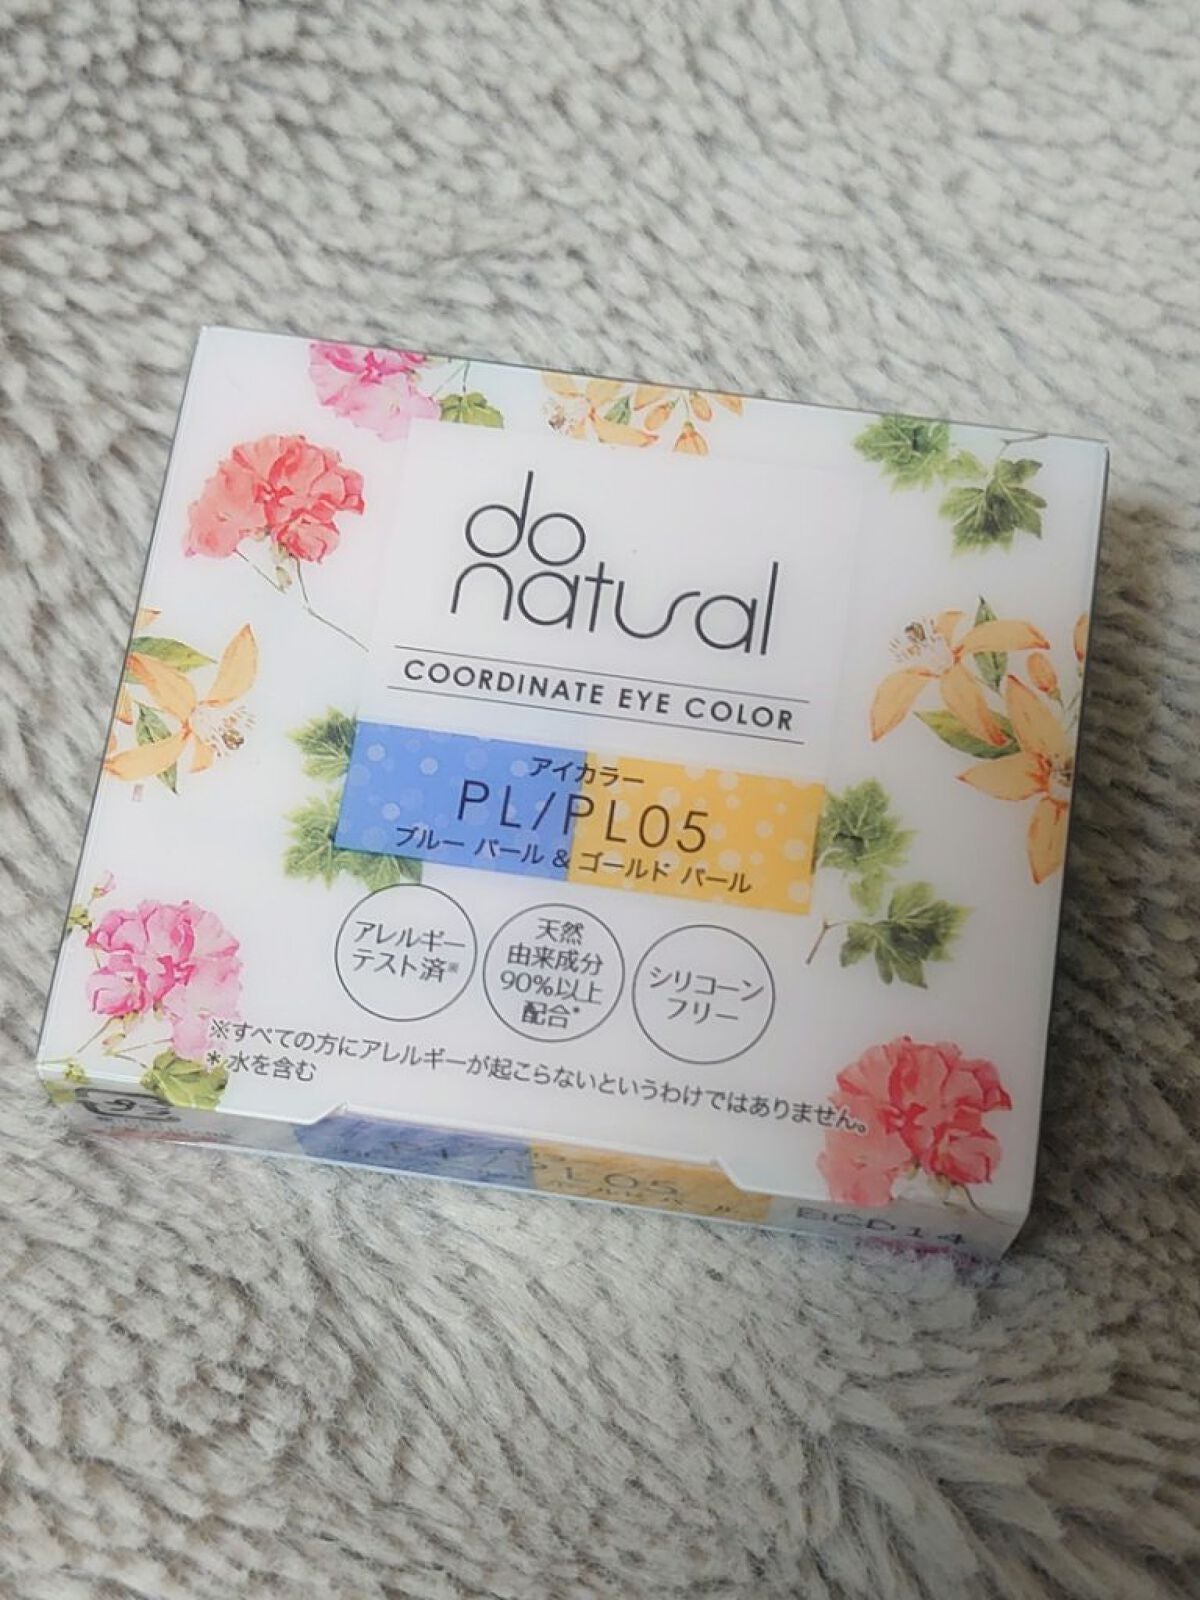 do
natural
COORDINATE EYE COLOR
アイカラー
PL/PL05
ブルー パール & ゴールド パール
アレルギー
テスト済※
天然
由来成分
90%以上
配合*
シリコーン
フリー
※すべての方にアレルギーが起こらないというわけではありません。
*水を含む
PL05